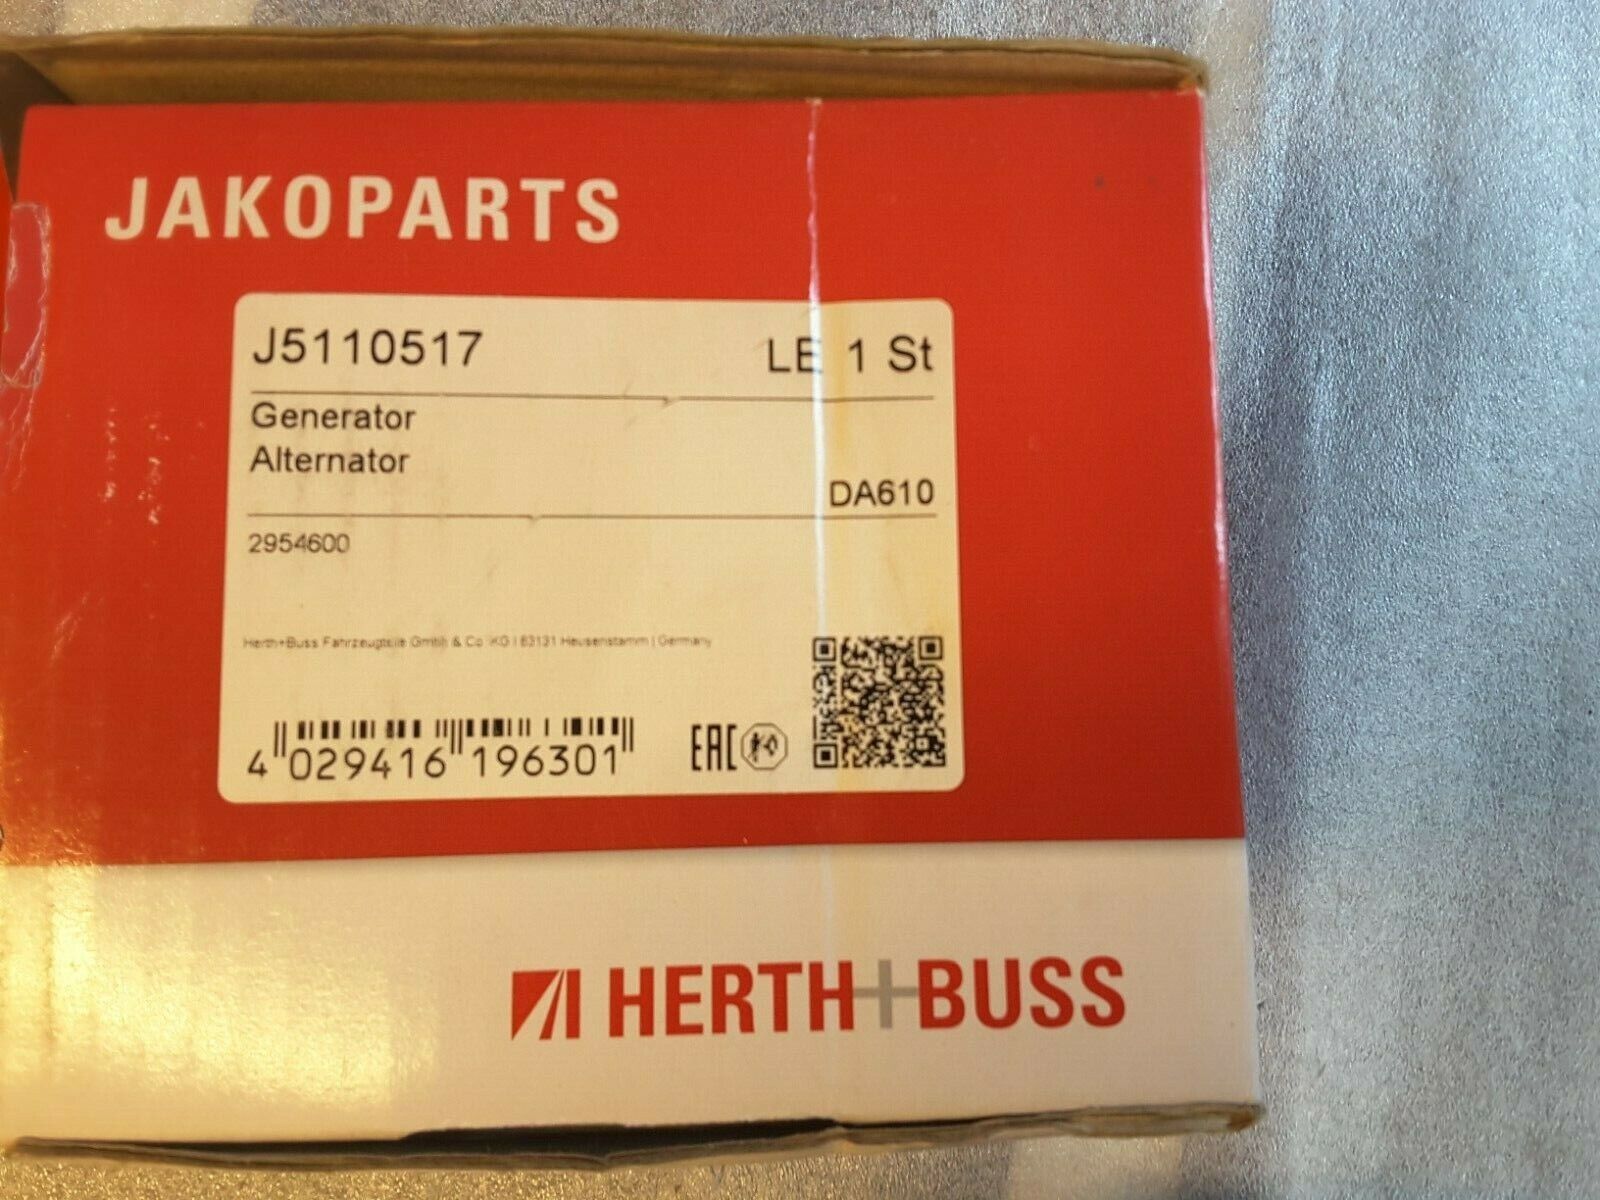 JAKOPARTS
J5110517 LE 1 St
Generator
Alternator
DA610
2954600
Herth+Buss Fahrzeugteile GmbH & Co. KG | 63131 Heusenstamm | Germany
4 029416 196301
EAC
HERTH+BUSS